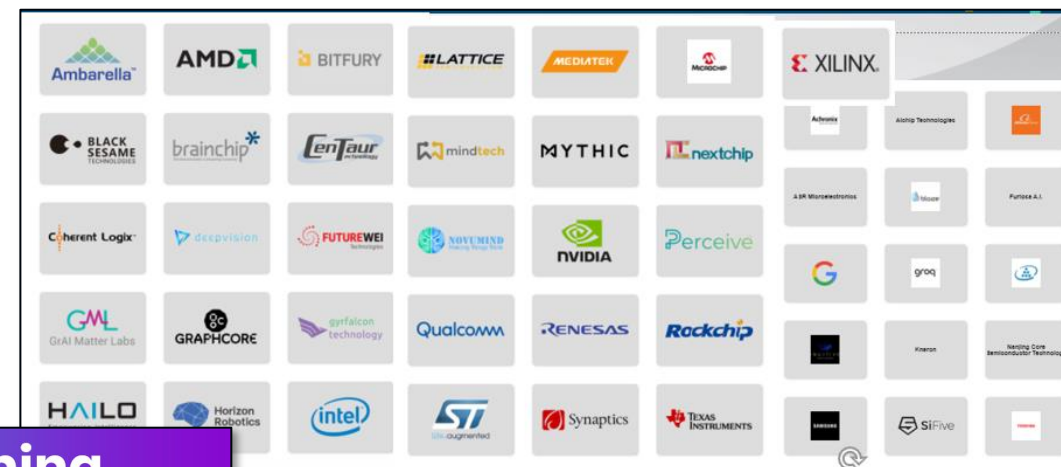 Ambarella
AMD
BITFURY
LATTICE
MEDIATEK
MICROCHIP
XILINX
Achronix
Alchip Technologies
BLACK
SESAME
TECHNOLOGIES
brainchip
CENTAUR
technology
mindtech
MYTHIC
nextchip
ASR Microelectronics
blaize
Furiosa A.I.
Coherent Logix
deepvision
FUTUREWEI
Technologies
NOVUMIND
NVIDIA
Perceive
G
groq
GML
GrAI Matter Labs
GC
GRAPHCORE
gyrfalcon
technology
Qualcomm
RENESAS
Rockchip
Kneron
Nanjing Core
Semiconductor Technology
HAILO
Horizon
Robotics
intel
ST
life.augmented
Synaptics
TEXAS
INSTRUMENTS
SAMSUNG
SiFive
TOSHIBA